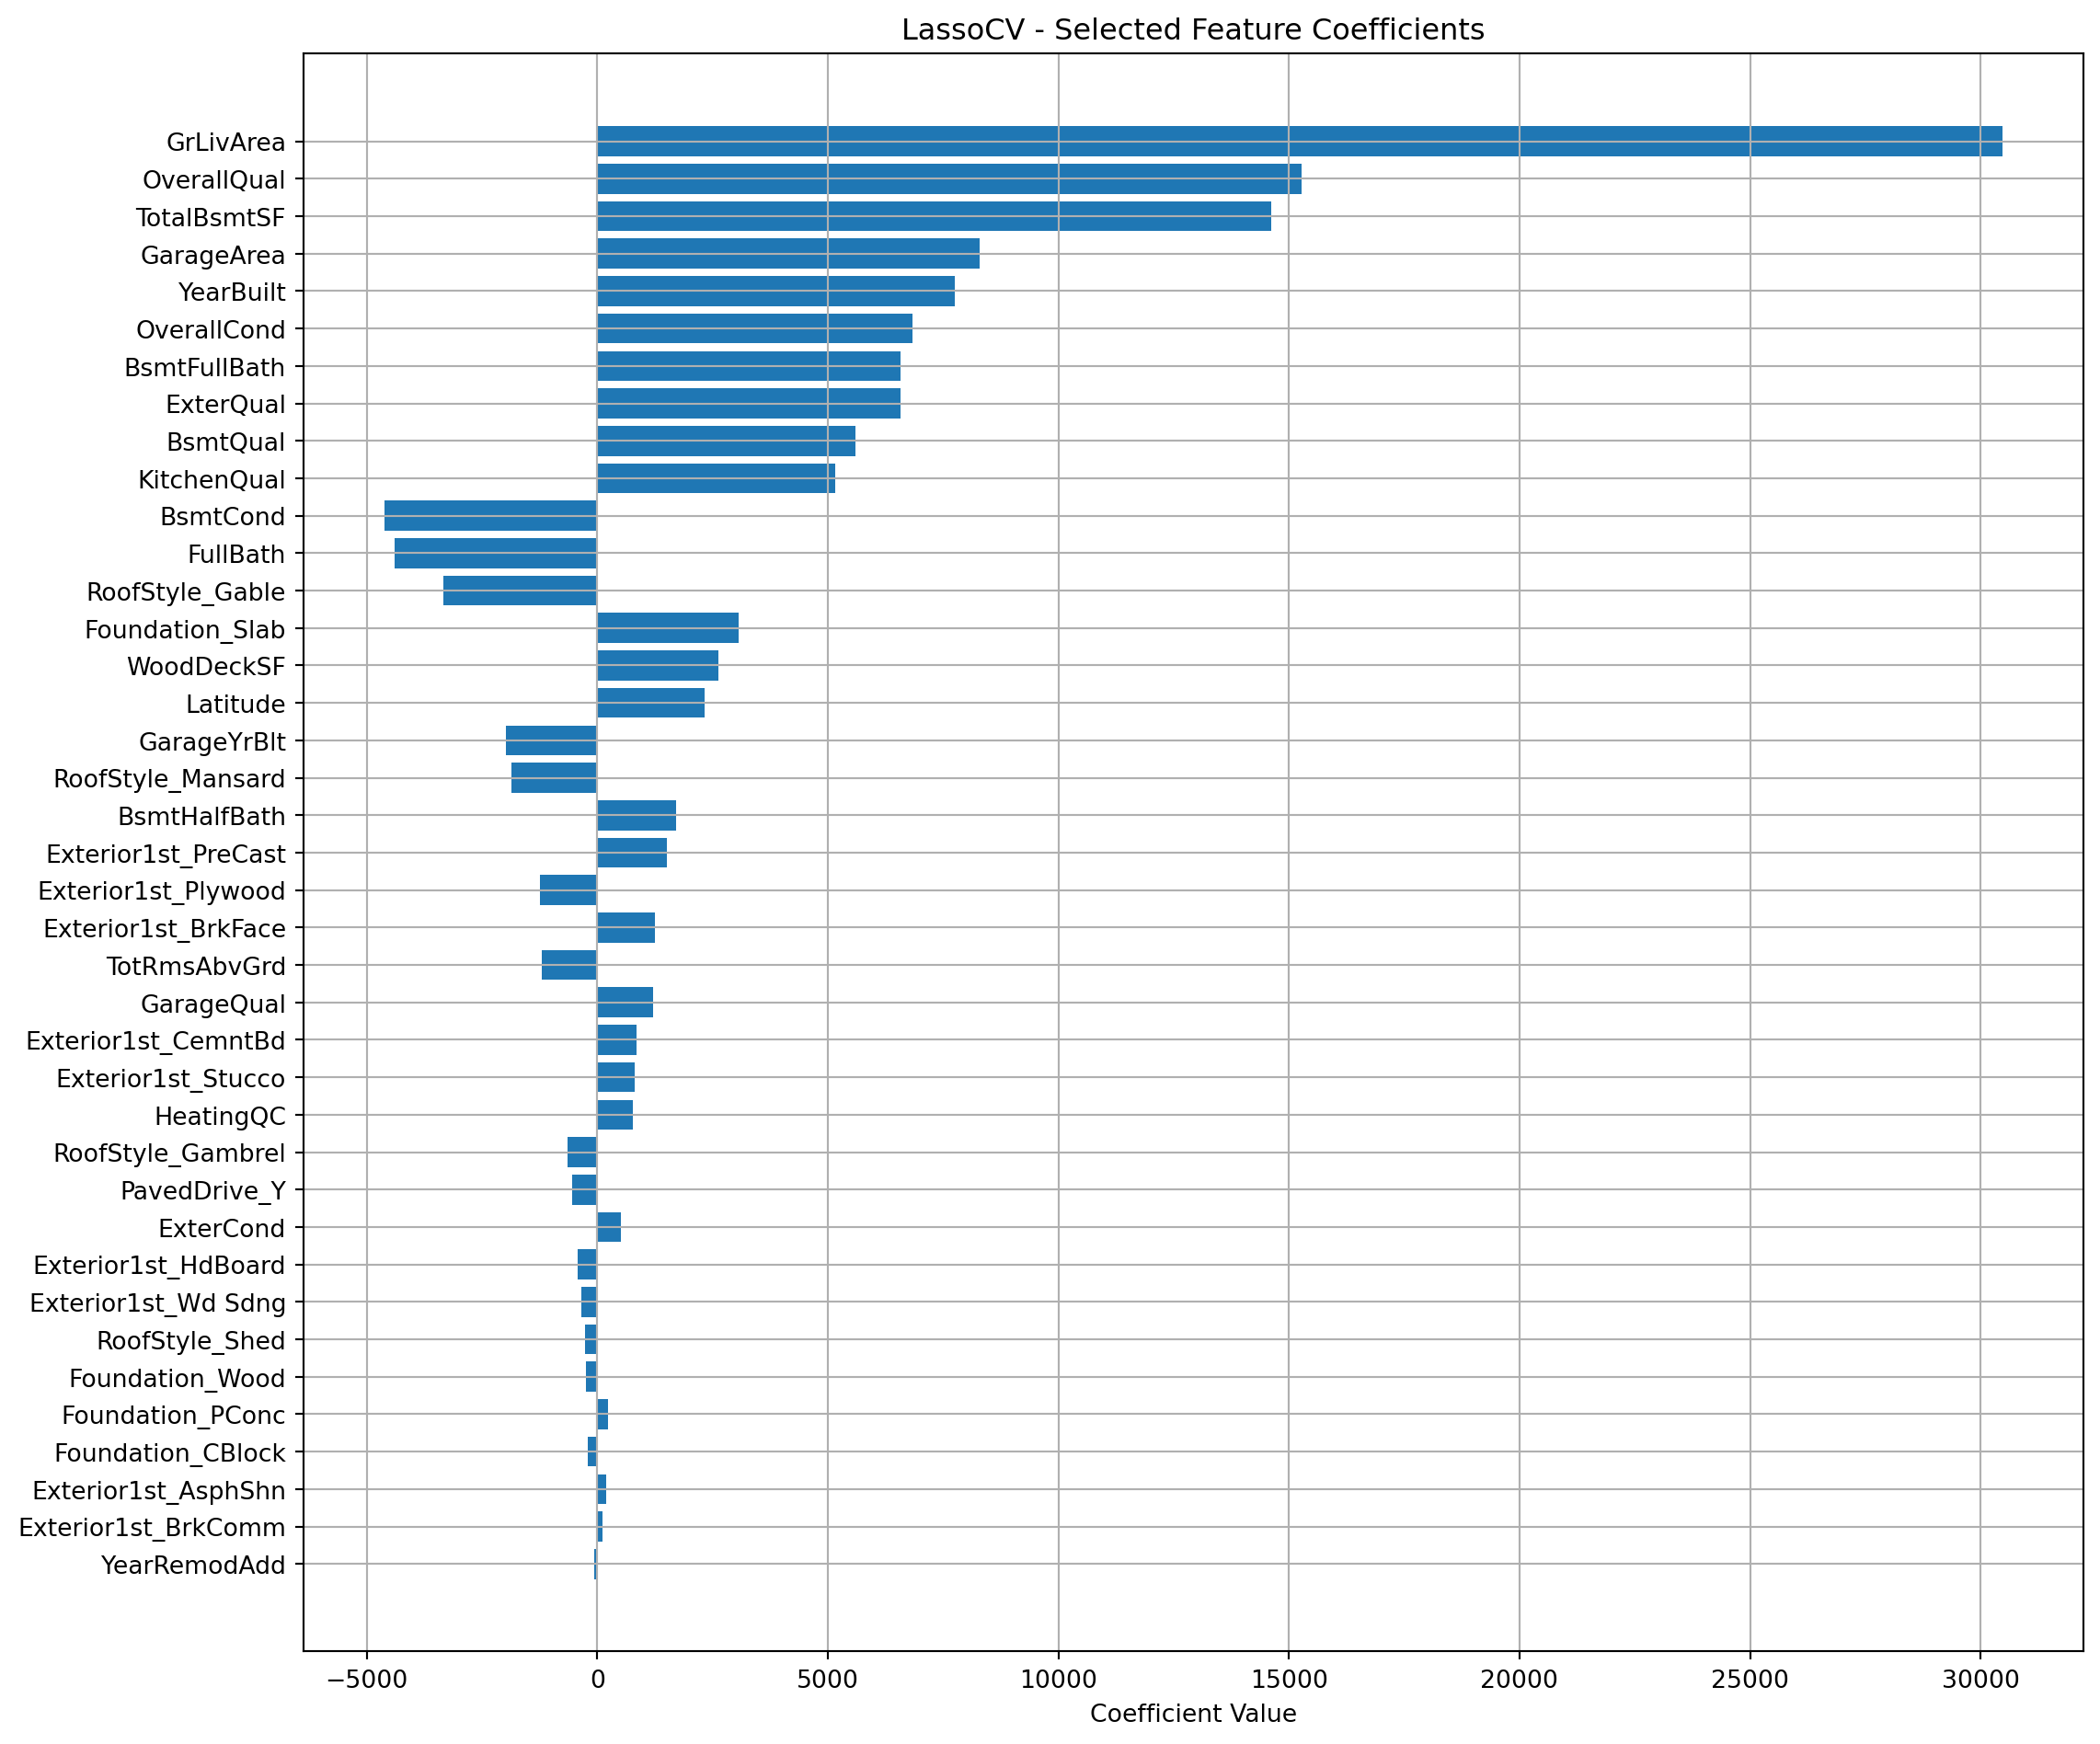 LassoCV - Selected Feature Coefficients
GrLivArea
OverallQual
TotalBsmtSF
GarageArea
YearBuilt
OverallCond
BsmtFullBath
ExterQual
BsmtQual
KitchenQual
BsmtCond
FullBath
RoofStyle_Gable
Foundation_Slab
WoodDeckSF
Latitude
GarageYrBlt
RoofStyle_Mansard
BsmtHalfBath
Exterior1st_PreCast
Exterior1st_Plywood
Exterior1st_BrkFace
TotRmsAbvGrd
GarageQual
Exterior1st_CemntBd
Exterior1st_Stucco
HeatingQC
RoofStyle_Gambrel
PavedDrive_Y
ExterCond
Exterior1st_HdBoard
Exterior1st_Wd Sdng
RoofStyle_Shed
Foundation_Wood
Foundation_PConc
Foundation_CBlock
Exterior1st_AsphShn
Exterior1st_BrkComm
YearRemodAdd
−5000 0 5000 10000 15000 20000 25000 30000
Coefficient Value